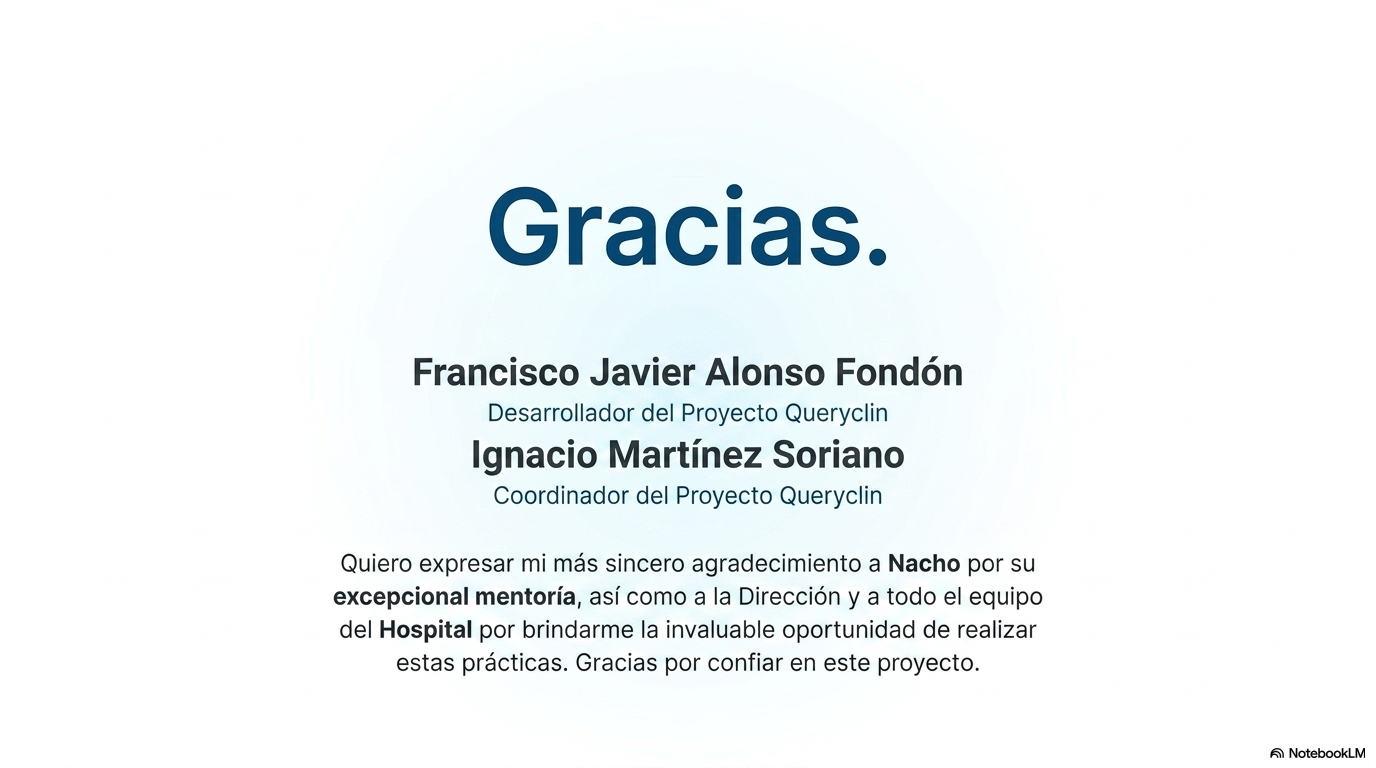 Gracias.
Francisco Javier Alonso Fondón
Desarrollador del Proyecto Queryclin
Ignacio Martínez Soriano
Coordinador del Proyecto Queryclin
Quiero expresar mi más sincero agradecimiento a Nacho por su
excepcional mentoría, así como a la Dirección y a todo el equipo
del Hospital por brindarme la invaluable oportunidad de realizar
estas prácticas. Gracias por confiar en este proyecto.
NotebookLM